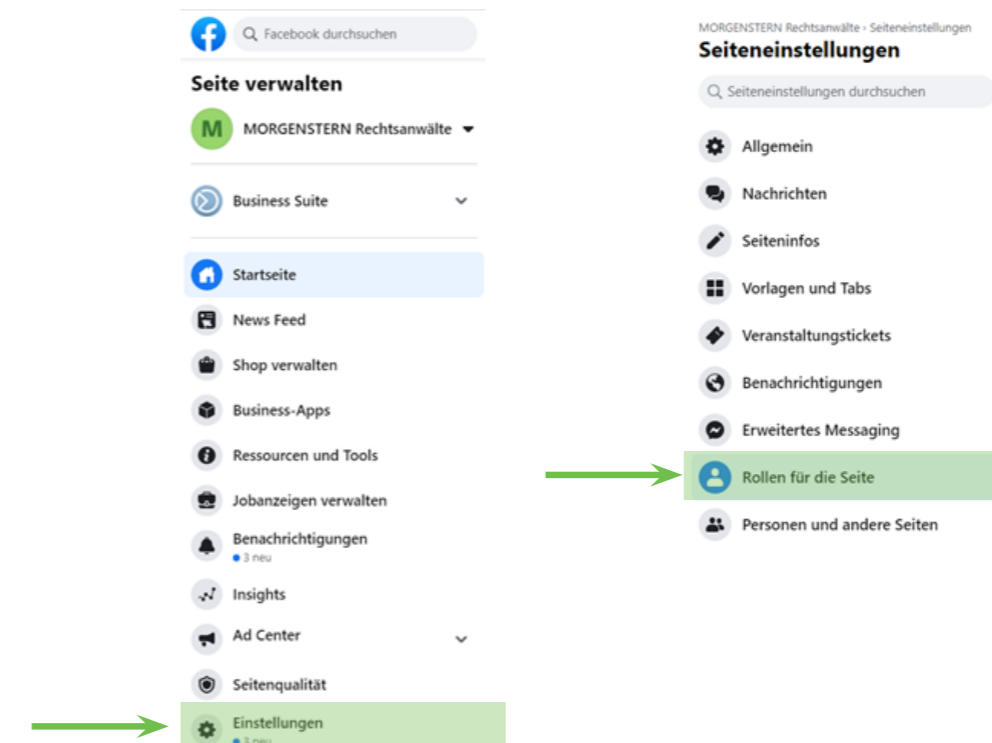 Facebook durchsuchen
Seite verwalten
M
MORGENSTERN Rechtsanwälte
Business Suite
Startseite
News Feed
Shop verwalten
Business-Apps
Ressourcen und Tools
Jobanzeigen verwalten
Benachrichtigungen
3 neu
Insights
Ad Center
Seitenqualität
Einstellungen
3 neu
MORGENSTERN Rechtsanwälte › Seiteneinstellungen
Seiteneinstellungen
Seiteneinstellungen durchsuchen
Allgemein
Nachrichten
Seiteninfos
Vorlagen und Tabs
Veranstaltungstickets
Benachrichtigungen
Erweitertes Messaging
Rollen für die Seite
Personen und andere Seiten